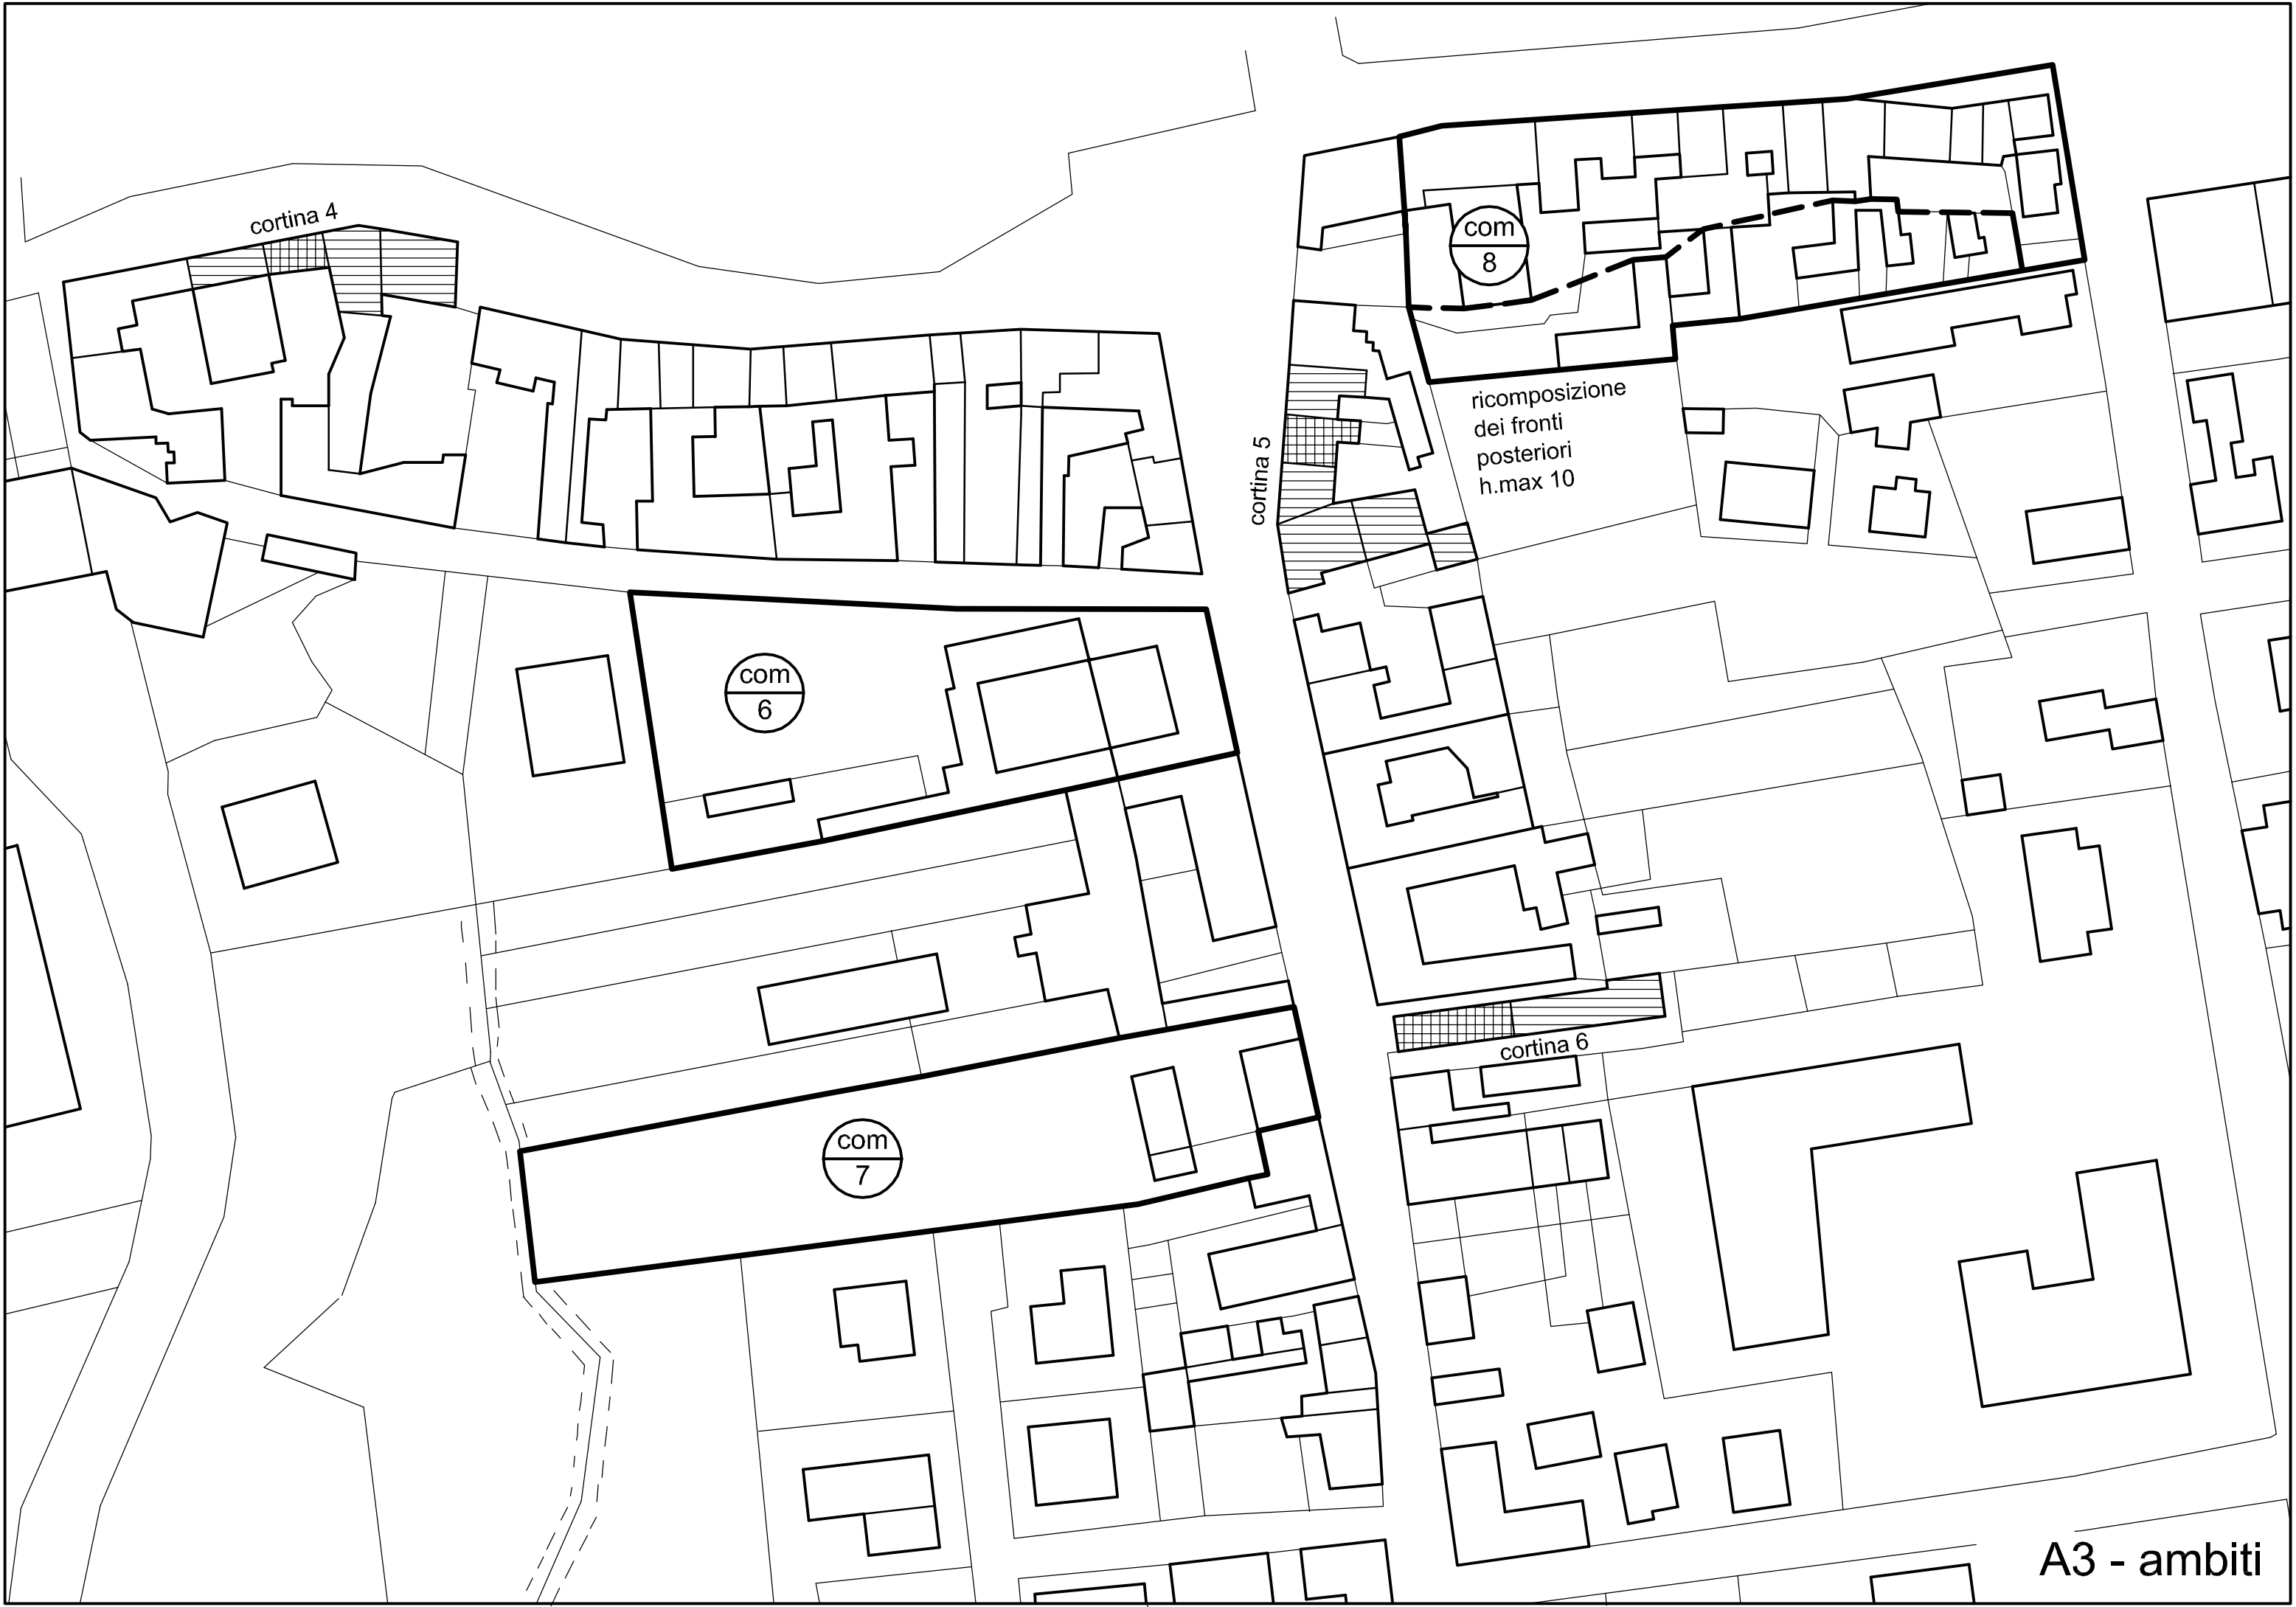 cortina 4
com
8
ricomposizione
dei fronti
posteriori
h.max 10
cortina 5
com
6
cortina 6
com
7
A3 - ambiti